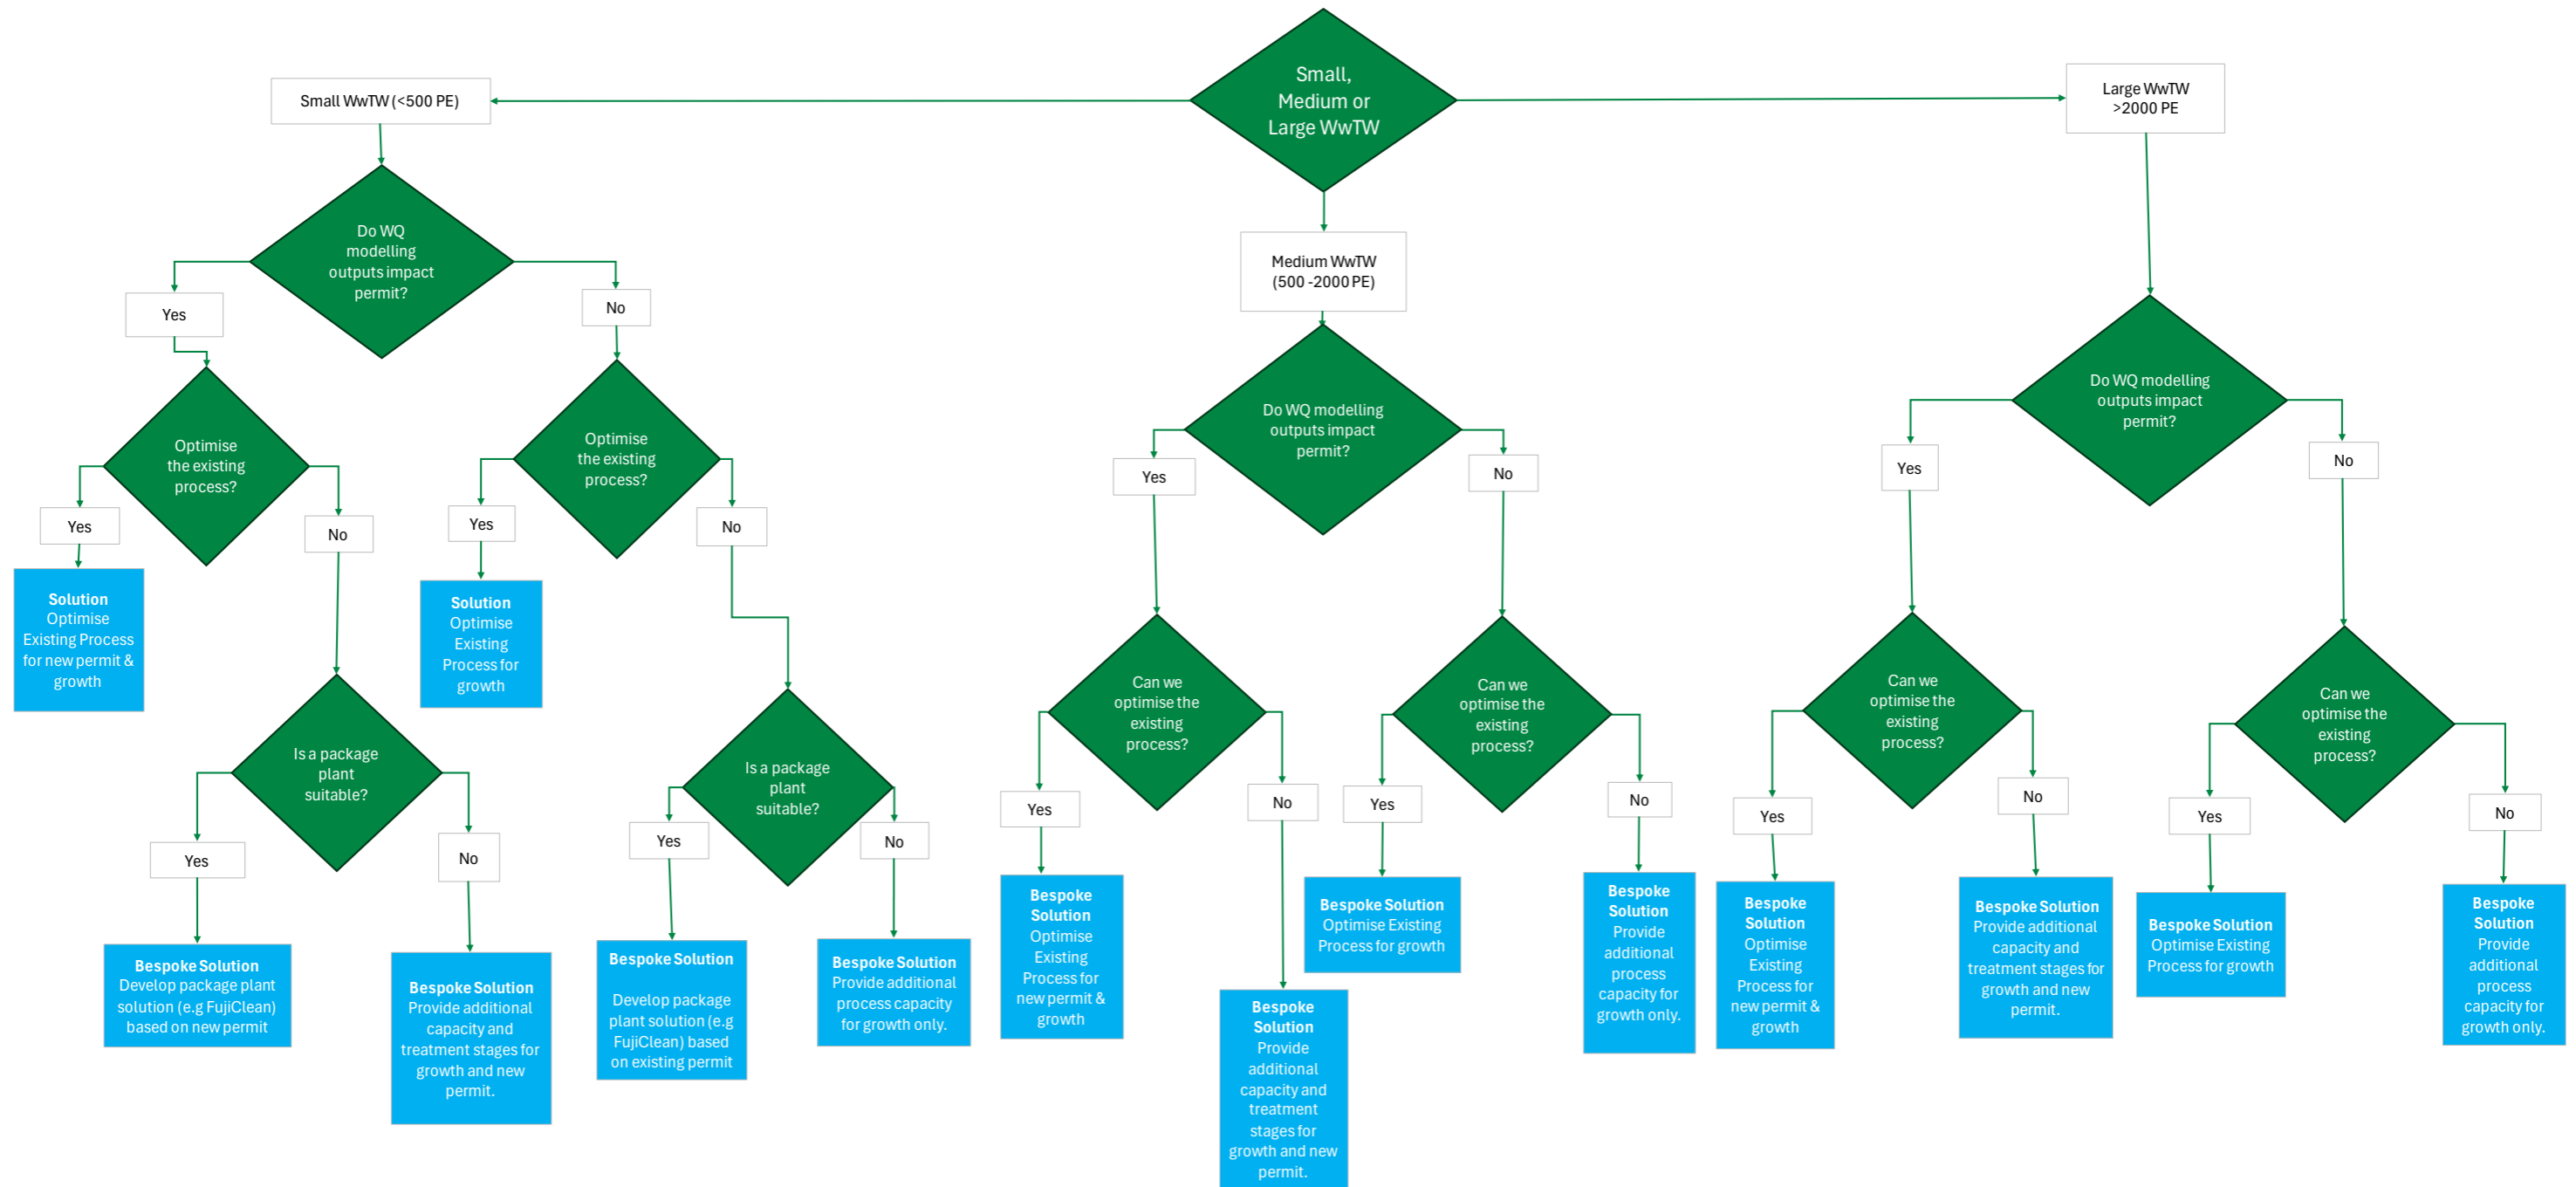 Small,
Medium or
Large WwTW
Small WwTW (<500 PE)
Do WQ
modelling
outputs impact
permit?
Yes
Optimise
the existing
process?
Yes
Solution
Optimise
Existing Process
for new permit &
growth
No
Is a package
plant
suitable?
Yes
Bespoke Solution
Develop package plant
solution (e.g FujiClean)
based on new permit
No
Bespoke Solution
Provide additional
capacity and
treatment stages for
growth and new
permit.
No
Optimise
the existing
process?
Yes
Solution
Optimise
Existing
Process for
growth
No
Is a package
plant
suitable?
Yes
Bespoke Solution
Develop package
plant solution (e.g
FujiClean) based
on existing permit
No
Bespoke Solution
Provide additional
process capacity
for growth only.
Medium WwTW
(500 -2000 PE)
Do WQ modelling
outputs impact
permit?
Yes
Can we
optimise the
existing
process?
Yes
Bespoke
Solution
Optimise
Existing
Process for
new permit &
growth
No
Bespoke
Solution
Provide
additional
capacity and
treatment
stages for
growth and new
permit.
No
Can we
optimise the
existing
process?
Yes
Bespoke Solution
Optimise Existing
Process for growth
No
Bespoke
Solution
Provide
additional
process
capacity for
growth only.
Large WwTW
>2000 PE
Do WQ modelling
outputs impact
permit?
Yes
Can we
optimise the
existing
process?
Yes
Bespoke
Solution
Optimise
Existing
Process for
new permit &
growth
No
Bespoke Solution
Provide additional
capacity and
treatment stages for
growth and new
permit.
No
Can we
optimise the
existing
process?
Yes
Bespoke Solution
Optimise Existing
Process for growth
No
Bespoke
Solution
Provide
additional
process
capacity for
growth only.